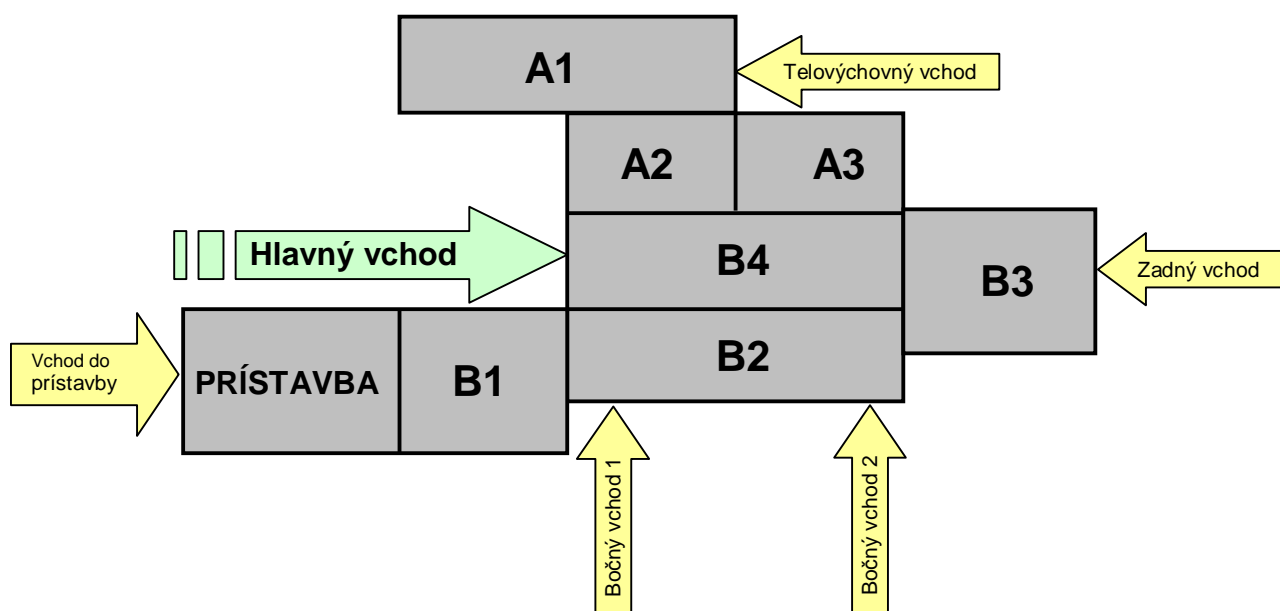 A1
Telovýchovný vchod
A2
A3
Hlavný vchod
B4
B3
Zadný vchod
Vchod do
prístavby
PRÍSTAVBA
B1
B2
Bočný vchod 1
Bočný vchod 2